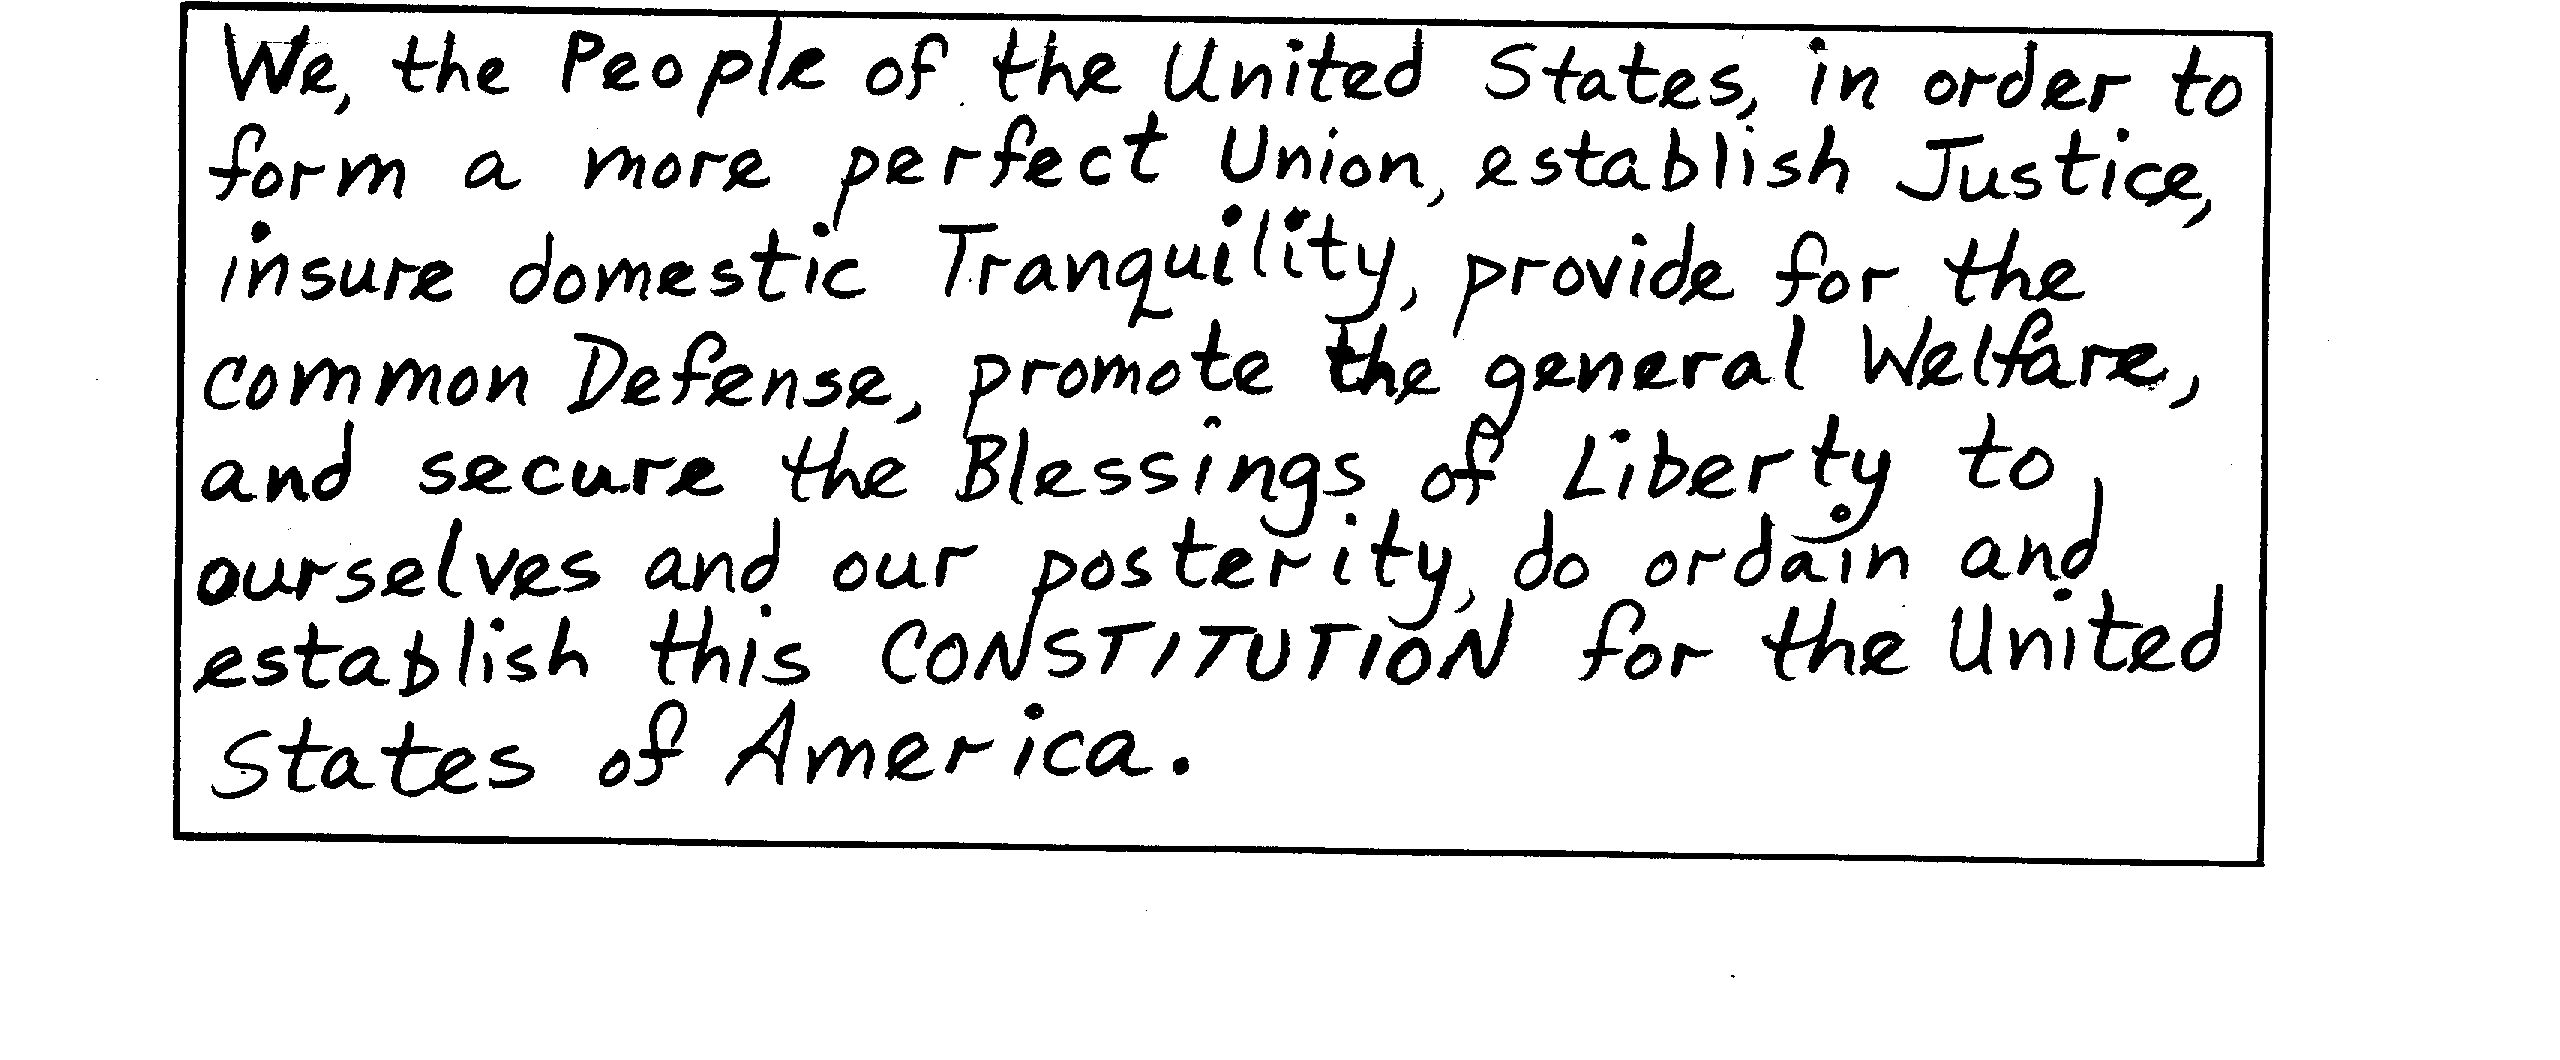 We, the People of the United States, in order to
form a more perfect Union, establish Justice,
insure domestic Tranquility, provide for the
common Defense, promote the general Welfare,
and secure the Blessings of Liberty to
ourselves and our posterity, do ordain and
establish this CONSTITUTION for the United
States of America.